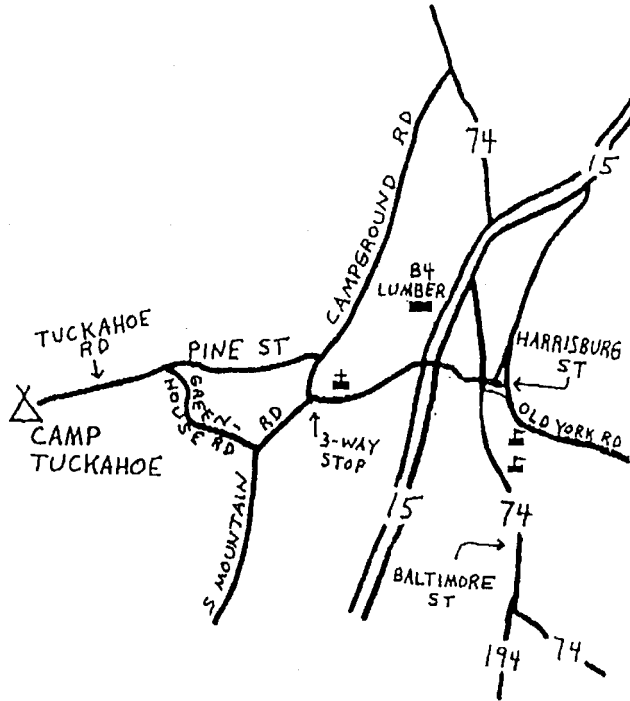 74
15
CAMPGROUND RD
84
LUMBER
TUCKAHOE
RD
PINE ST
HARRISBURG
ST
GREEN-
HOUSE
RD
RD
OLD YORK RD
CAMP
TUCKAHOE
3-WAY
STOP
15
74
S MOUNTAIN
BALTIMORE
ST
194
74